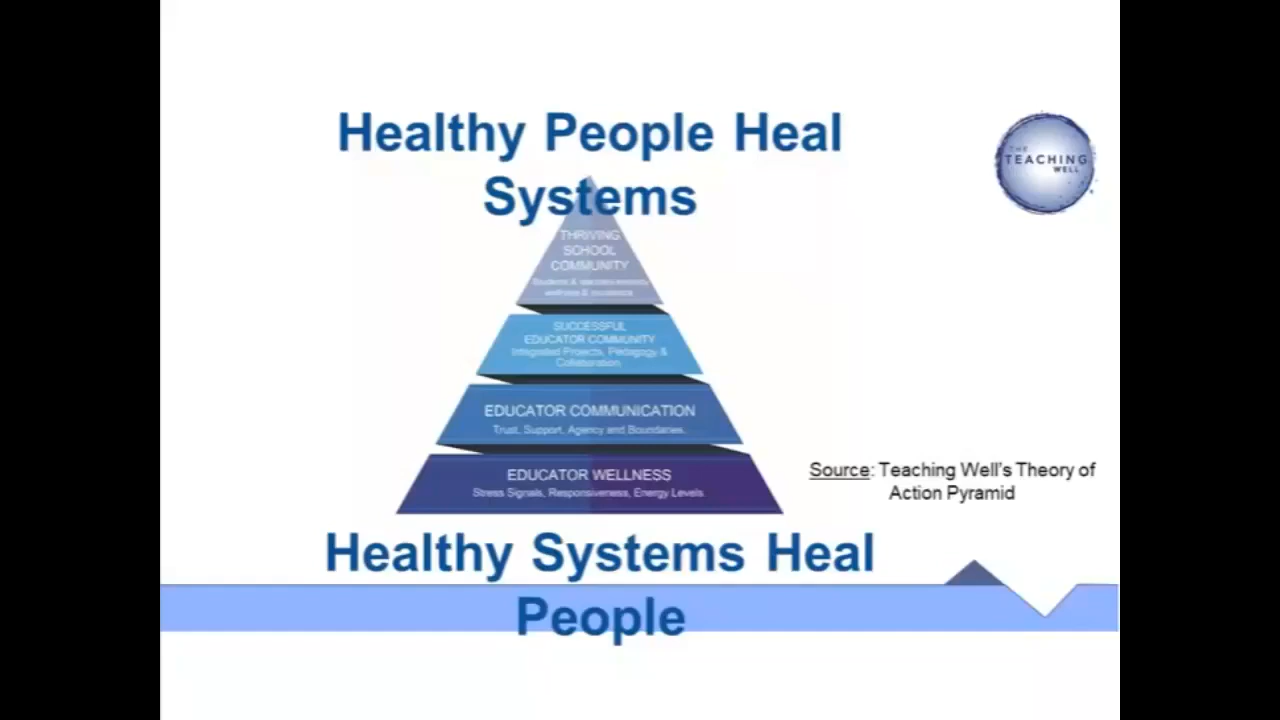 Healthy People Heal
Systems
THE
TEACHING
WELL
THRIVING
SCHOOL
COMMUNITY
Students &
wellness &
SUCCESSFUL
EDUCATOR COMMUNITY
Integrated Projects, Pedagogy &
Collaboration
EDUCATOR COMMUNICATION
Trust, Support, Agency and Boundaries
EDUCATOR WELLNESS
Stress Signals, Responsiveness, Energy Levels
Source: Teaching Well's Theory of
Action Pyramid
Healthy Systems Heal
People